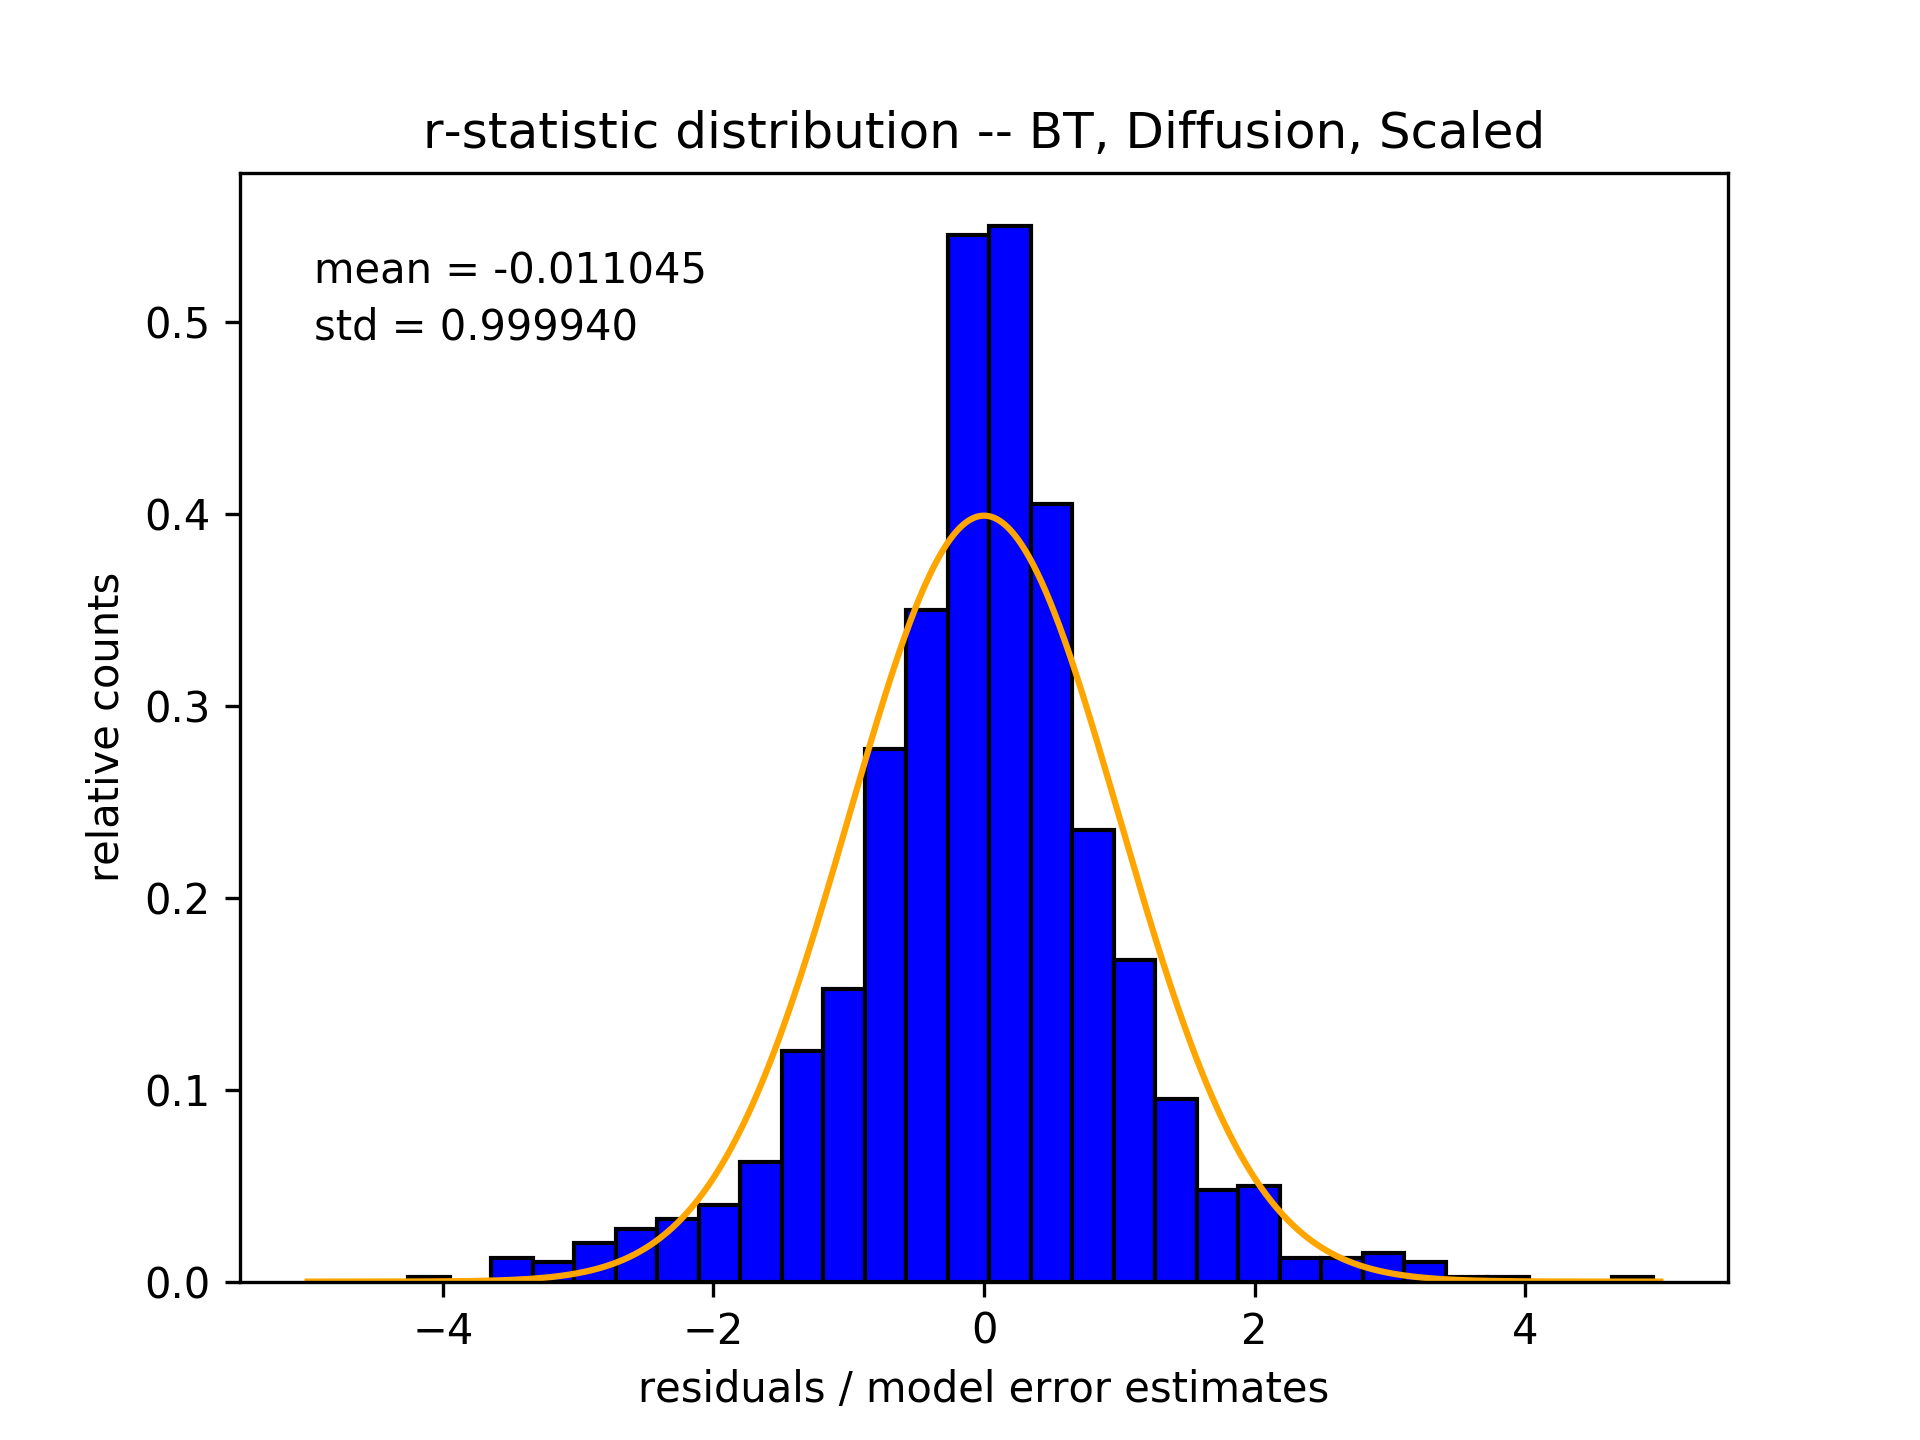 r-statistic distribution -- BT, Diffusion, Scaled
mean = -0.011045
std = 0.999940
relative counts
0.5
0.4
0.3
0.2
0.1
0.0
−4 −2 0 2 4
residuals / model error estimates